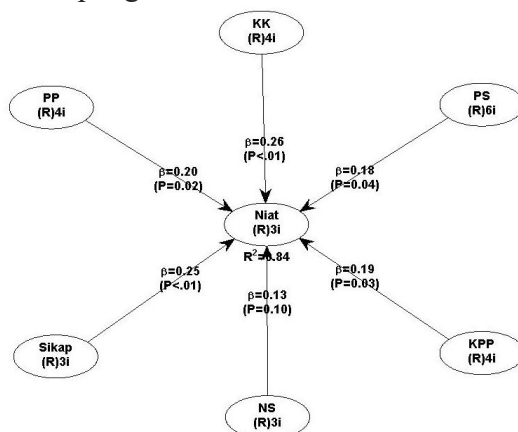 KK
(R)4i
PP
(R)4i
PS
(R)6i
β=0.26
(P<.01)
β=0.20
(P=0.02)
β=0.18
(P=0.04)
Niat
(R)3i
R²=0.84
β=0.25
(P<.01)
β=0.13
(P=0.10)
β=0.19
(P=0.03)
Sikap
(R)3i
KPP
(R)4i
NS
(R)3i